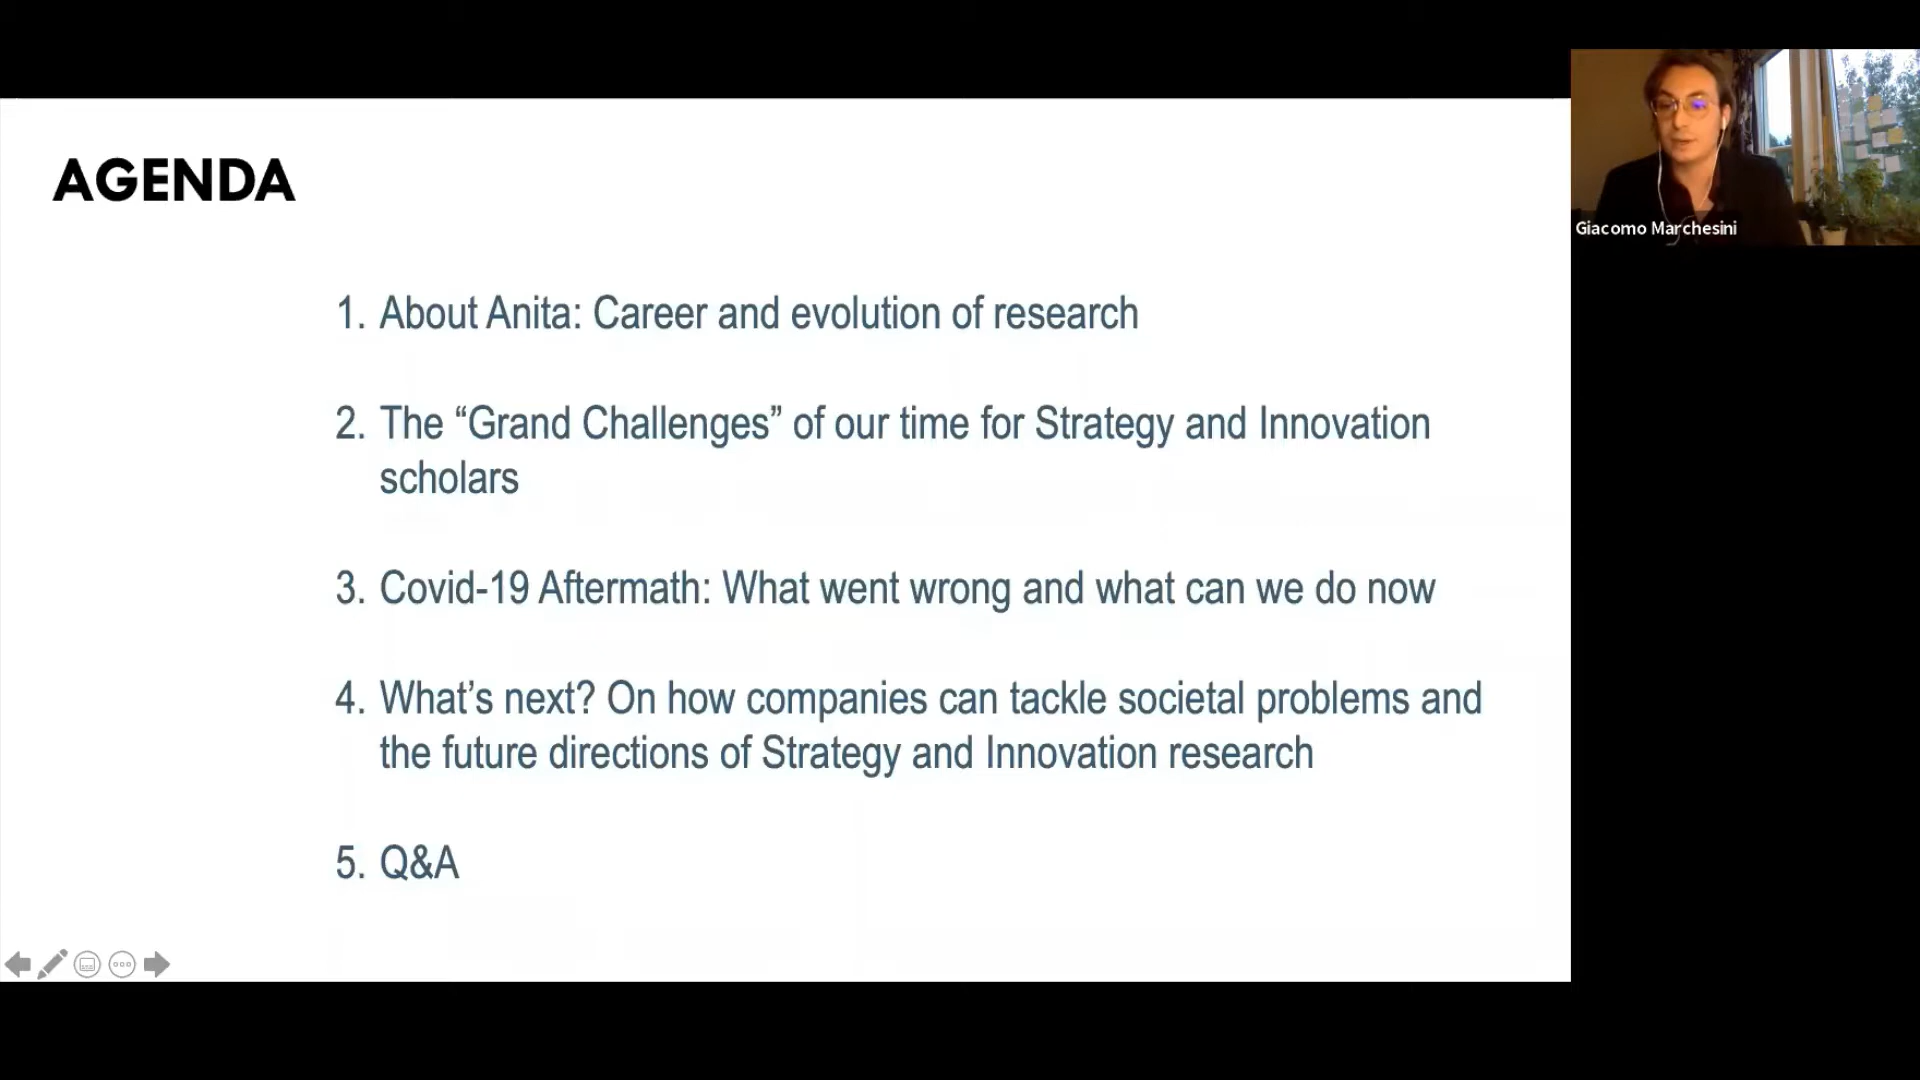 AGENDA
Giacomo Marchesini
1. About Anita: Career and evolution of research
2. The “Grand Challenges” of our time for Strategy and Innovation
scholars
3. Covid-19 Aftermath: What went wrong and what can we do now
4. What’s next? On how companies can tackle societal problems and
the future directions of Strategy and Innovation research
5. Q&A